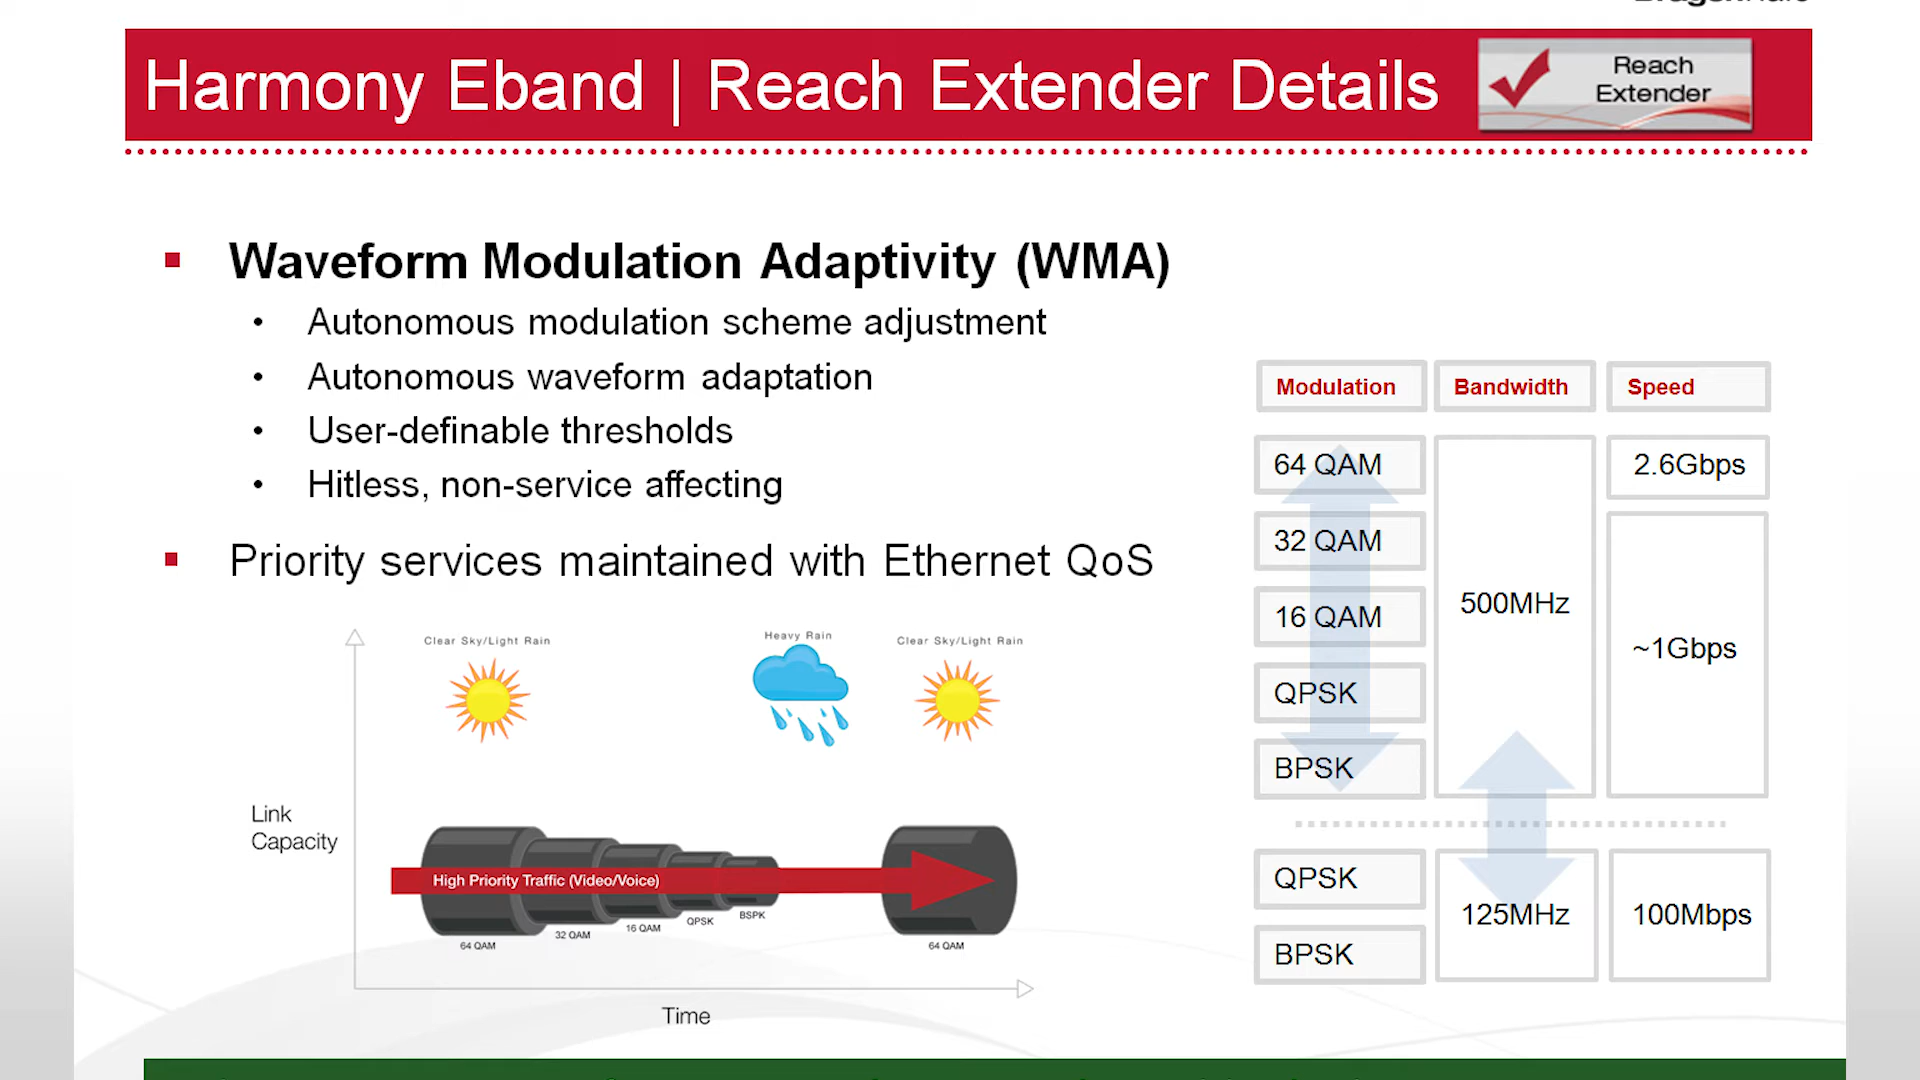 Harmony Eband | Reach Extender Details
Reach
Extender
Waveform Modulation Adaptivity (WMA)
• Autonomous modulation scheme adjustment
• Autonomous waveform adaptation
• User-definable thresholds
• Hitless, non-service affecting
Priority services maintained with Ethernet QoS
Clear Sky/Light Rain
Heavy Rain
Clear Sky/Light Rain
Link
Capacity
High Priority Traffic (Video/Voice)
64 QAM
32 QAM
16 QAM
QPSK
BSPK
64 QAM
Time
Modulation Bandwidth Speed
64 QAM
32 QAM
16 QAM
QPSK
BPSK
500MHz
2.6Gbps
~1Gbps
QPSK
BPSK
125MHz
100Mbps